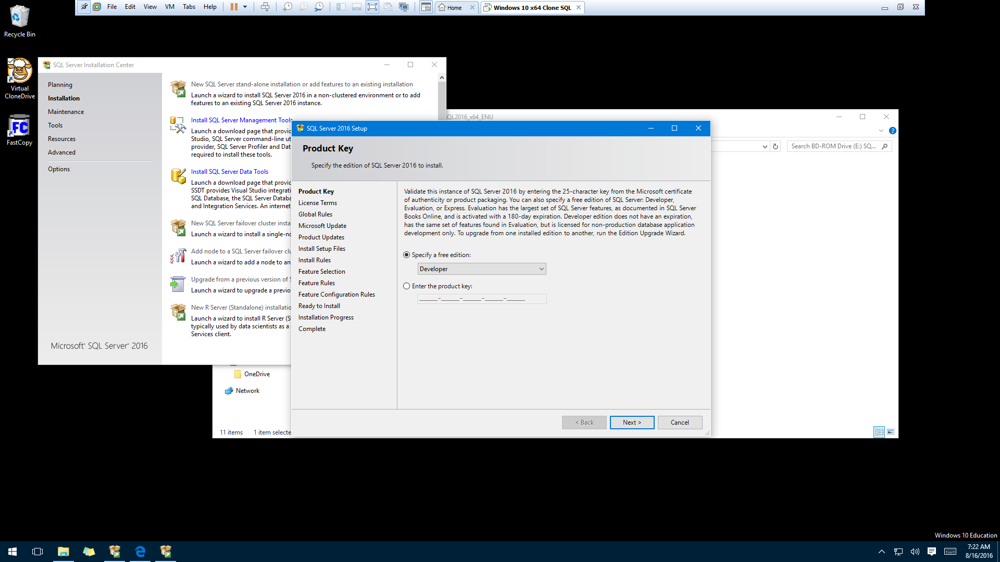 File Edit View VM Tabs Help
Home
Windows 10 x64 Clone SQL
Recycle Bin
Virtual
CloneDrive
FastCopy
SQL Server Installation Center
Planning
Installation
Maintenance
Tools
Resources
Advanced
Options
Microsoft® SQL Server® 2016
New SQL Server stand-alone installation or add features to an existing installation
Launch a wizard to install SQL Server 2016 in a non-clustered environment or to add
features to an existing SQL Server 2016 instance.
Install SQL Server Management Tools
Launch a download page that provid
Studio, SQL Server command-line ut
provider, SQL Server Profiler and Dat
required to install these tools.
Install SQL Server Data Tools
Launch a download page that provid
SSDT provides Visual Studio integrati
SQL Database, the SQL Server Databa
and Integration Services. An internet
New SQL Server failover cluster insta
Launch a wizard to install a single-no
Add node to a SQL Server failover clu
Launch a wizard to add a node to an
Upgrade from a previous version of S
Launch a wizard to upgrade a previo
New R Server (Standalone) installatio
Launch a wizard to install R Server (S
typically used by data scientists as a s
Services client.
QL2016_x64_ENU
Search BD-ROM Drive (E:) SQ...
OneDrive
Network
11 items 1 item selecte
SQL Server 2016 Setup
Product Key
Specify the edition of SQL Server 2016 to install.
Product Key
License Terms
Global Rules
Microsoft Update
Product Updates
Install Setup Files
Install Rules
Feature Selection
Feature Rules
Feature Configuration Rules
Ready to Install
Installation Progress
Complete
Validate this instance of SQL Server 2016 by entering the 25-character key from the Microsoft certificate
of authenticity or product packaging. You can also specify a free edition of SQL Server: Developer,
Evaluation, or Express. Evaluation has the largest set of SQL Server features, as documented in SQL Server
Books Online, and is activated with a 180-day expiration. Developer edition does not have an expiration,
has the same set of features found in Evaluation, but is licensed for non-production database application
development only. To upgrade from one installed edition to another, run the Edition Upgrade Wizard.
Specify a free edition:
Developer
Enter the product key:
_____-_____-_____-_____-_____
< Back Next > Cancel
Windows 10 Education
7:22 AM
8/16/2016